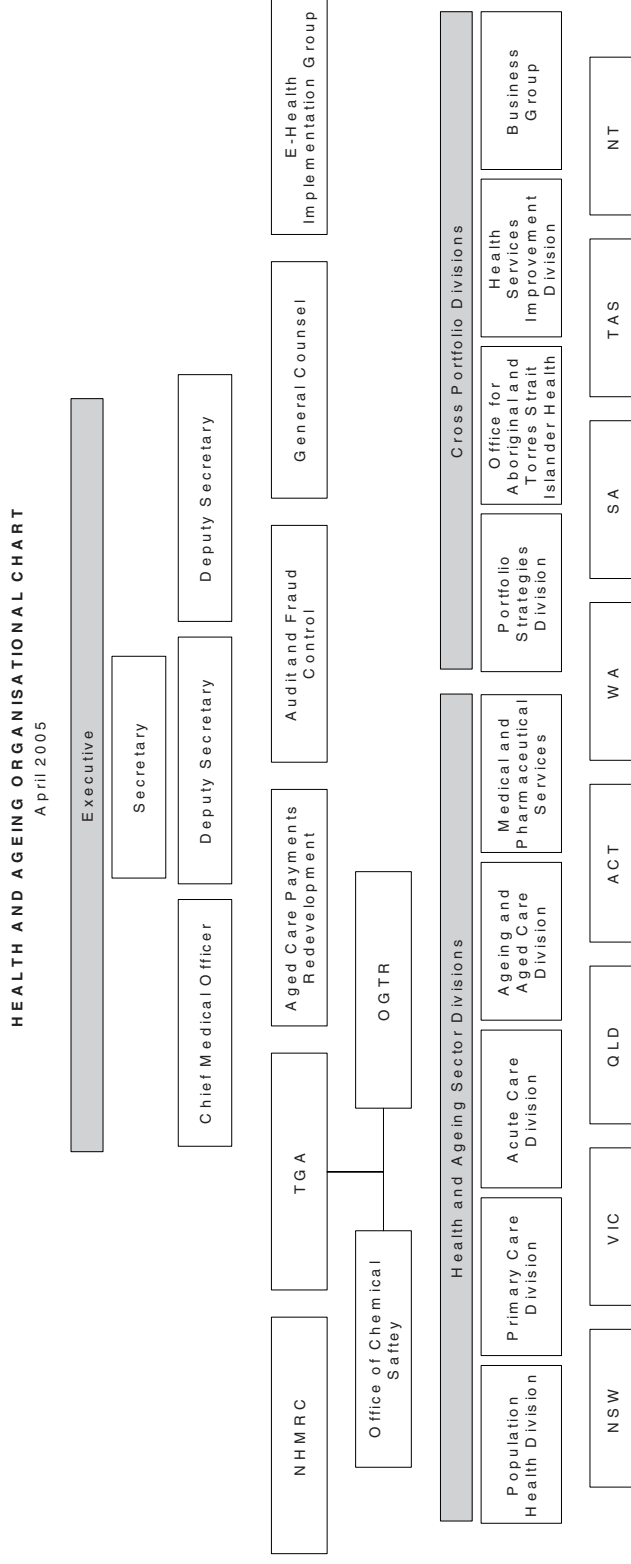 HEALTH AND AGEING ORGANISATIONAL CHART
April 2005
Executive
Secretary
Chief Medical Officer
Deputy Secretary
Deputy Secretary
NHMRC
TGA
Aged Care Payments
Redevelopment
Audit and Fraud
Control
General Counsel
E-Health
Implementation Group
Office of Chemical
Saftey
OGTR
Health and Ageing Sector Divisions
Cross Portfolio Divisions
Population
Health Division
Primary Care
Division
Acute Care
Division
Ageing and
Aged Care
Division
Medical and
Pharmaceutical
Services
Portfolio
Strategies
Division
Office for
Aboriginal and
Torres Strait
Islander Health
Health
Services
Improvement
Division
Business
Group
NSW
VIC
QLD
ACT
WA
SA
TAS
NT